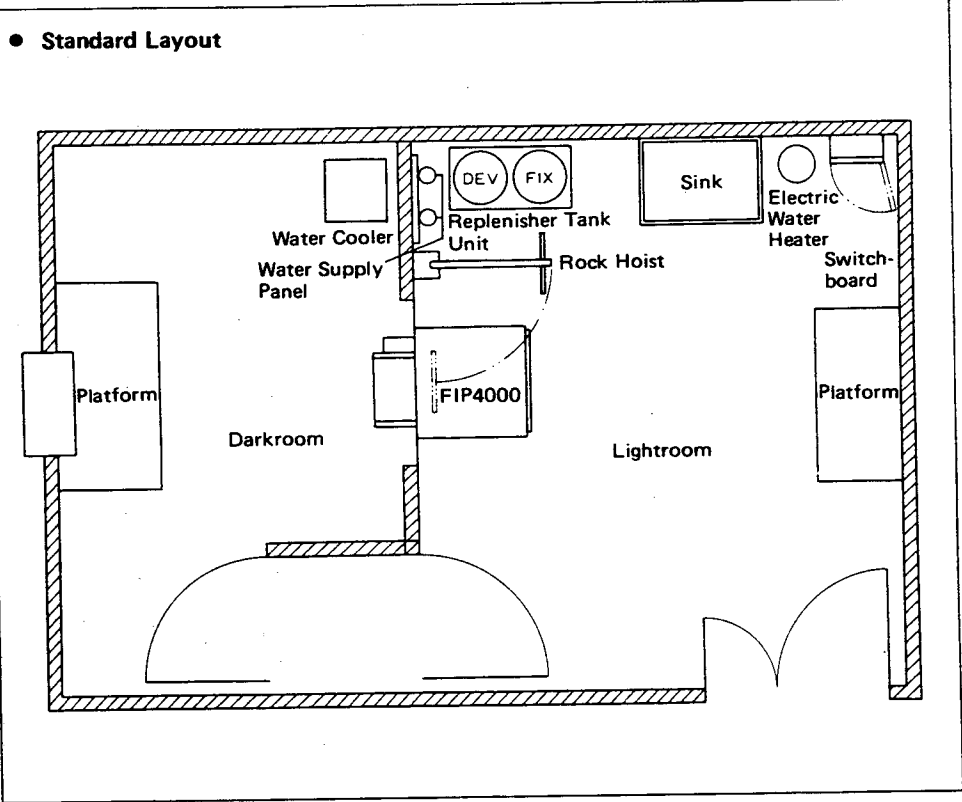 ● Standard Layout
DEV
FIX
Sink
Water Cooler
Replenisher Tank
Unit
Electric
Water
Heater
Water Supply
Panel
Rock Hoist
Switch-
board
Platform
FIP4000
Platform
Darkroom
Lightroom